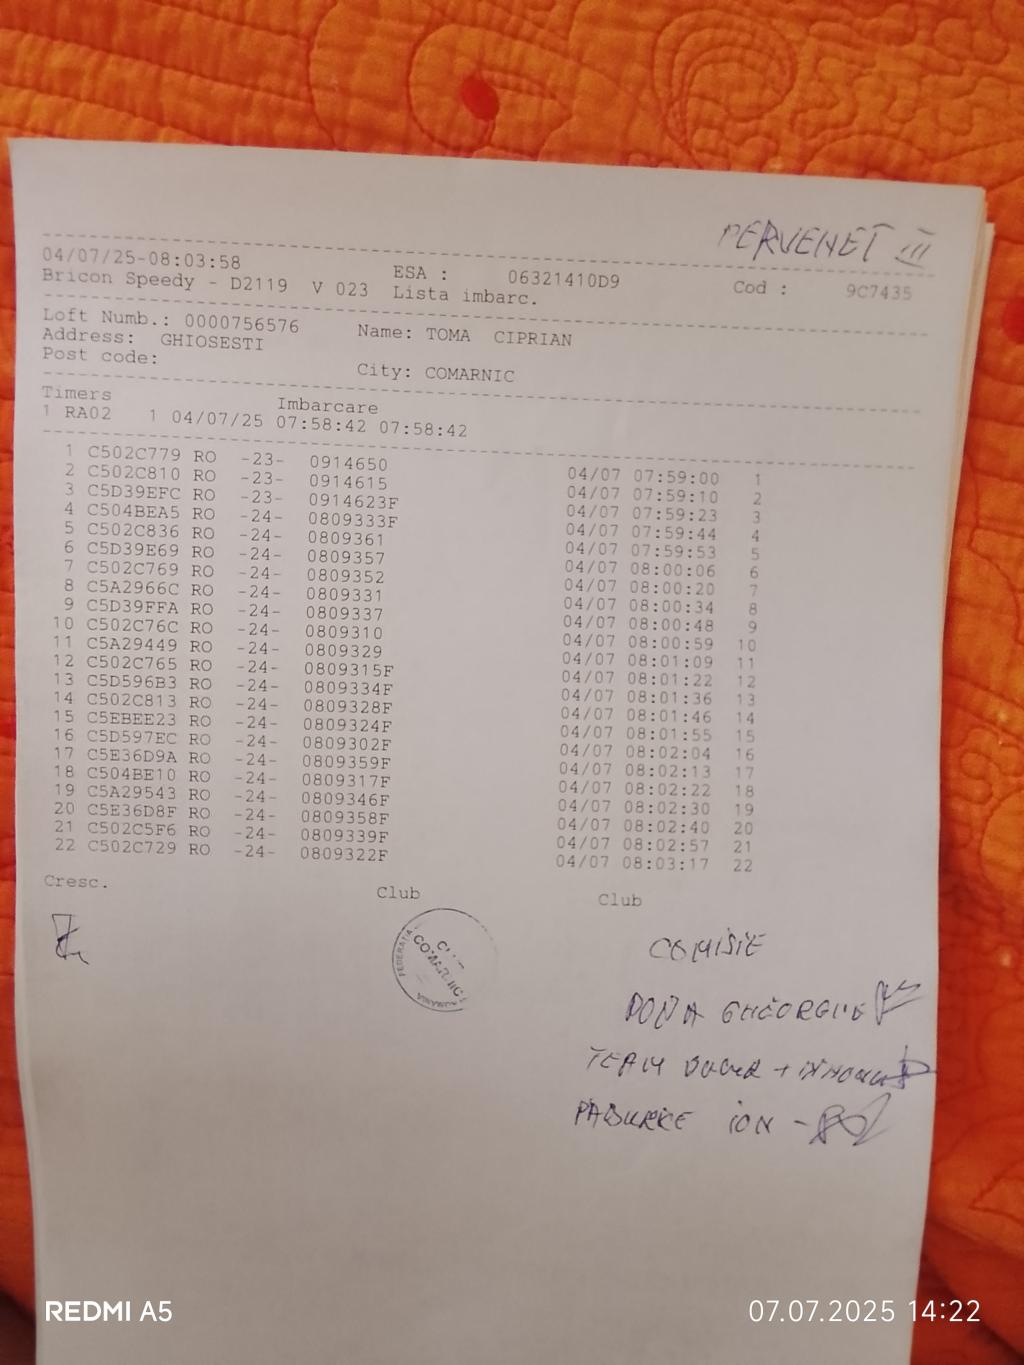 PERVENET III
04/07/25-08:03:58 ESA : 06321410D9 Cod : 9C7435
Bricon Speedy - D2119 V 023 Lista imbarc.
Loft Numb.: 0000756576 Name: TOMA CIPRIAN
Address: GHIOSESTI
Post code: City: COMARNIC
Timers Imbarcare
1 RA02 1 04/07/25 07:58:42 07:58:42
1 C502C779 RO -23- 0914650 04/07 07:59:00 1
2 C502C810 RO -23- 0914615 04/07 07:59:10 2
3 C5D39EFC RO -23- 0914623F 04/07 07:59:23 3
4 C504BEA5 RO -24- 0809333F 04/07 07:59:44 4
5 C502C836 RO -24- 0809361 04/07 07:59:53 5
6 C5D39E69 RO -24- 0809357 04/07 08:00:06 6
7 C502C769 RO -24- 0809352 04/07 08:00:20 7
8 C5A2966C RO -24- 0809331 04/07 08:00:34 8
9 C5D39FFA RO -24- 0809337 04/07 08:00:48 9
10 C502C76C RO -24- 0809310 04/07 08:00:59 10
11 C5A29449 RO -24- 0809329 04/07 08:01:09 11
12 C502C765 RO -24- 0809315F 04/07 08:01:22 12
13 C5D596B3 RO -24- 0809334F 04/07 08:01:36 13
14 C502C813 RO -24- 0809328F 04/07 08:01:46 14
15 C5EBEE23 RO -24- 0809324F 04/07 08:01:55 15
16 C5D597EC RO -24- 0809302F 04/07 08:02:04 16
17 C5E36D9A RO -24- 0809359F 04/07 08:02:13 17
18 C504BE10 RO -24- 0809317F 04/07 08:02:22 18
19 C5A29543 RO -24- 0809346F 04/07 08:02:30 19
20 C5E36D8F RO -24- 0809358F 04/07 08:02:40 20
21 C502C5F6 RO -24- 0809339F 04/07 08:02:57 21
22 C502C729 RO -24- 0809322F 04/07 08:03:17 22
Cresc. Club Club
FEDERATIA
COMARNIC
COMISIE
GHEORGHE
TEAM
ION -
REDMI A5 07.07.2025 14:22